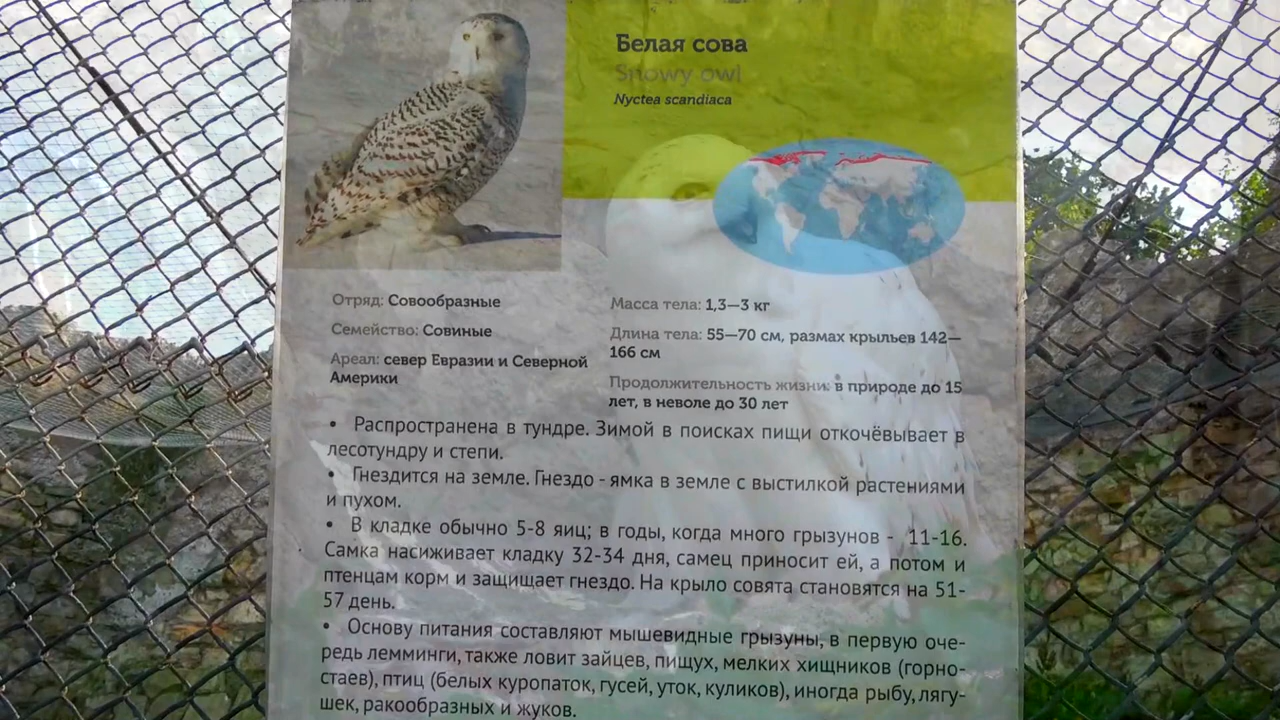 Белая сова
Snowy owl
Nyctea scandiaca
Отряд: Совообразные
Семейство: Совиные
Ареал: север Евразии и Северной
Америки
Масса тела: 1,3—3 кг
Длина тела: 55—70 см, размах крыльев 142—
166 см
Продолжительность жизни: в природе до 15
лет, в неволе до 30 лет
• Распространена в тундре. Зимой в поисках пищи откочёвывает в
лесотундру и степи.
• Гнездится на земле. Гнездо - ямка в земле с выстилкой растениями
и пухом.
• В кладке обычно 5-8 яиц; в годы, когда много грызунов - 11-16.
Самка насиживает кладку 32-34 дня, самец приносит ей, а потом и
птенцам корм и защищает гнездо. На крыло совята становятся на 51-
57 день.
• Основу питания составляют мышевидные грызуны, в первую оче-
редь лемминги, также ловит зайцев, пищух, мелких хищников (горно-
стаев), птиц (белых куропаток, гусей, уток, куликов), иногда рыбу, лягу-
шек, ракообразных и жуков.